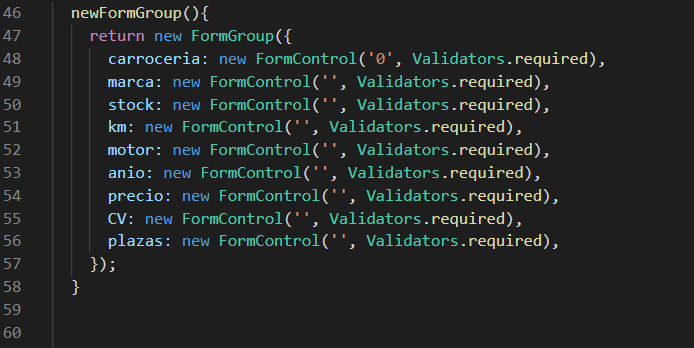 46 newFormGroup(){
47 return new FormGroup({
48 carroceria: new FormControl('0', Validators.required),
49 marca: new FormControl('', Validators.required),
50 stock: new FormControl('', Validators.required),
51 km: new FormControl('', Validators.required),
52 motor: new FormControl('', Validators.required),
53 anio: new FormControl('', Validators.required),
54 precio: new FormControl('', Validators.required),
55 CV: new FormControl('', Validators.required),
56 plazas: new FormControl('', Validators.required),
57 });
58 }
59
60